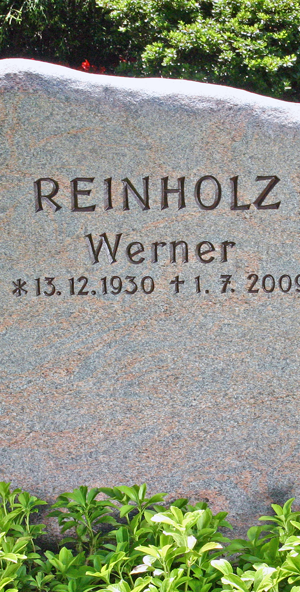 REINHOLZ
Werner
* 13. 12. 1930 † 1. 7. 2009